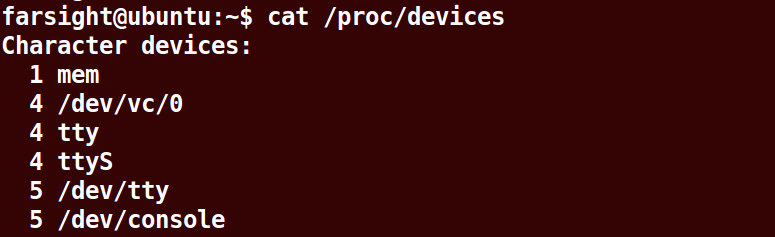 farsight@ubuntu:~$ cat /proc/devices
Character devices:
  1 mem
  4 /dev/vc/0
  4 tty
  4 ttyS
  5 /dev/tty
  5 /dev/console